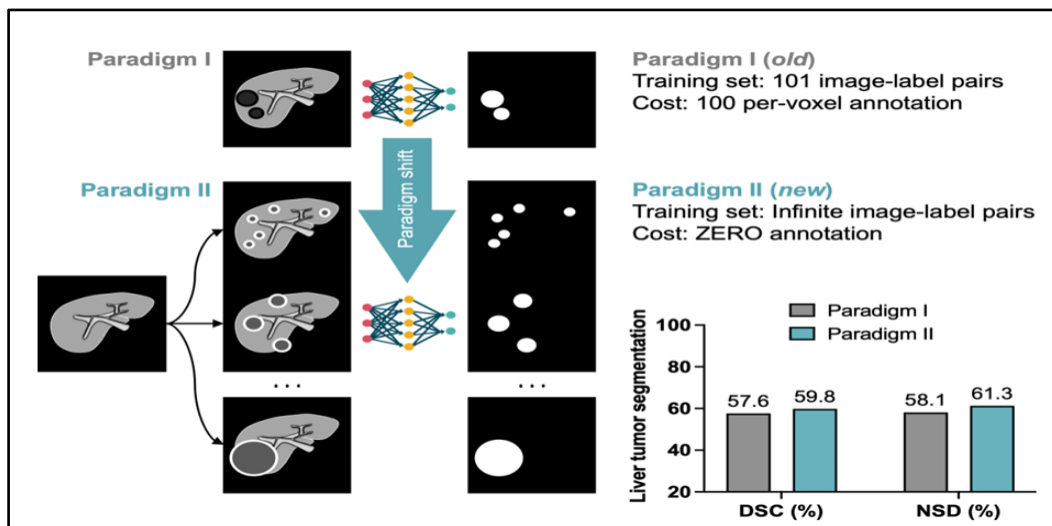 Paradigm I
Paradigm I (old)
Training set: 101 image-label pairs
Cost: 100 per-voxel annotation
Paradigm shift
Paradigm II
Paradigm II (new)
Training set: Infinite image-label pairs
Cost: ZERO annotation
...
...
Paradigm I
Paradigm II
Liver tumor segmentation
100
80
60
40
20
57.6
59.8
58.1
61.3
DSC (%)
NSD (%)